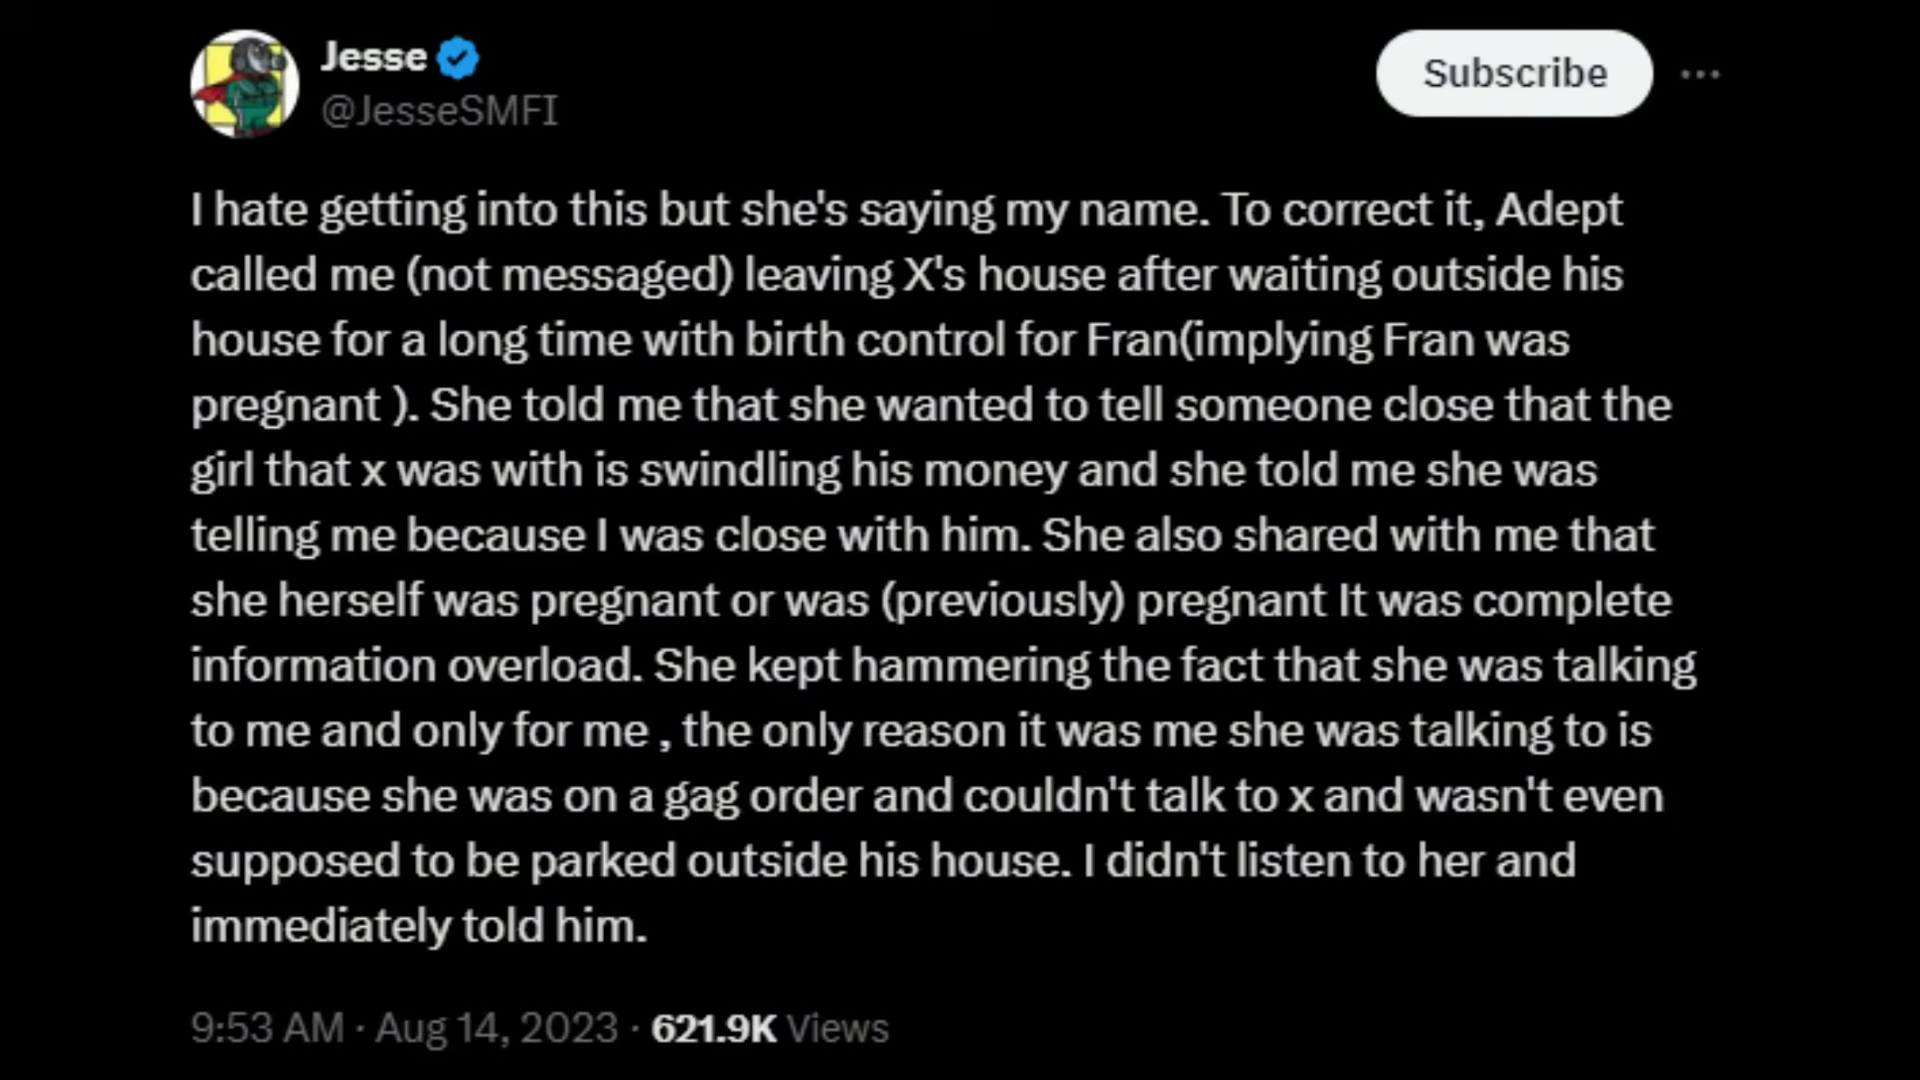 Jesse
@JesseSMFI
Subscribe
I hate getting into this but she's saying my name. To correct it, Adept
called me (not messaged) leaving X's house after waiting outside his
house for a long time with birth control for Fran(implying Fran was
pregnant ). She told me that she wanted to tell someone close that the
girl that x was with is swindling his money and she told me she was
telling me because I was close with him. She also shared with me that
she herself was pregnant or was (previously) pregnant It was complete
information overload. She kept hammering the fact that she was talking
to me and only for me , the only reason it was me she was talking to is
because she was on a gag order and couldn't talk to x and wasn't even
supposed to be parked outside his house. I didn't listen to her and
immediately told him.
9:53 AM · Aug 14, 2023 · 621.9K Views